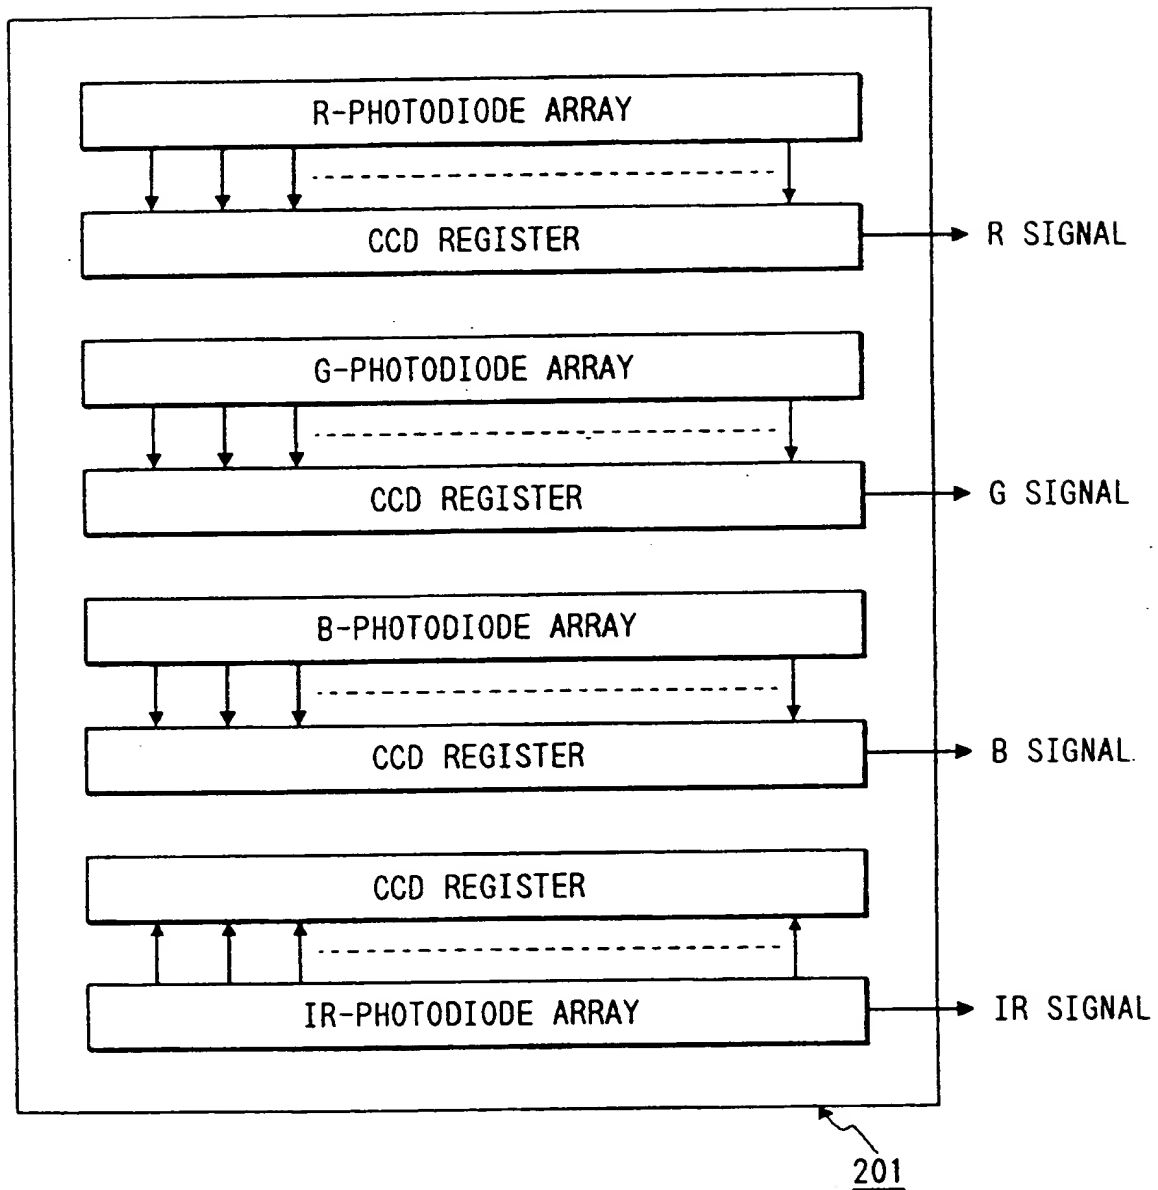 R-PHOTODIODE ARRAY
CCD REGISTER
R SIGNAL
G-PHOTODIODE ARRAY
CCD REGISTER
G SIGNAL
B-PHOTODIODE ARRAY
CCD REGISTER
B SIGNAL
CCD REGISTER
IR-PHOTODIODE ARRAY
IR SIGNAL
201